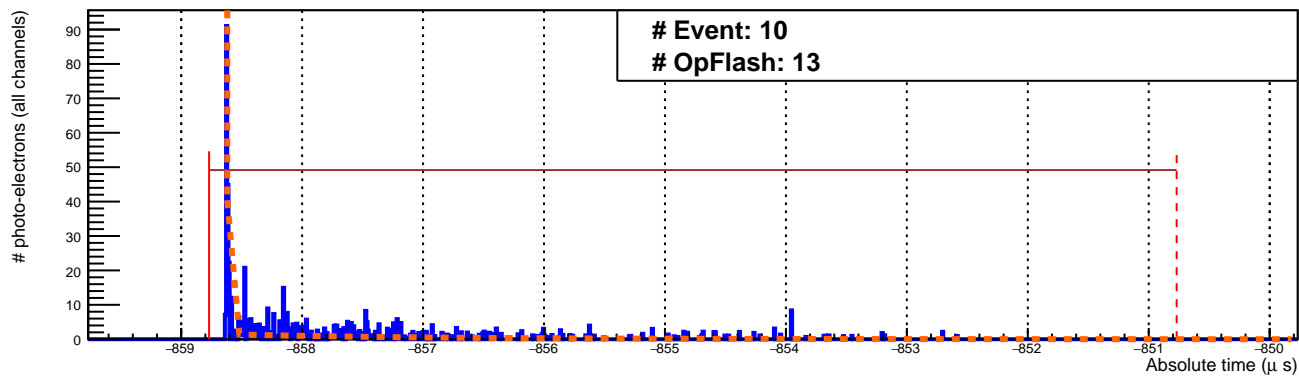 # Event: 10
# OpFlash: 13
# photo-electrons (all channels)
90
80
70
60
50
40
30
20
10
0
−859 −858 −857 −856 −855 −854 −853 −852 −851 −850
Absolute time (μ s)